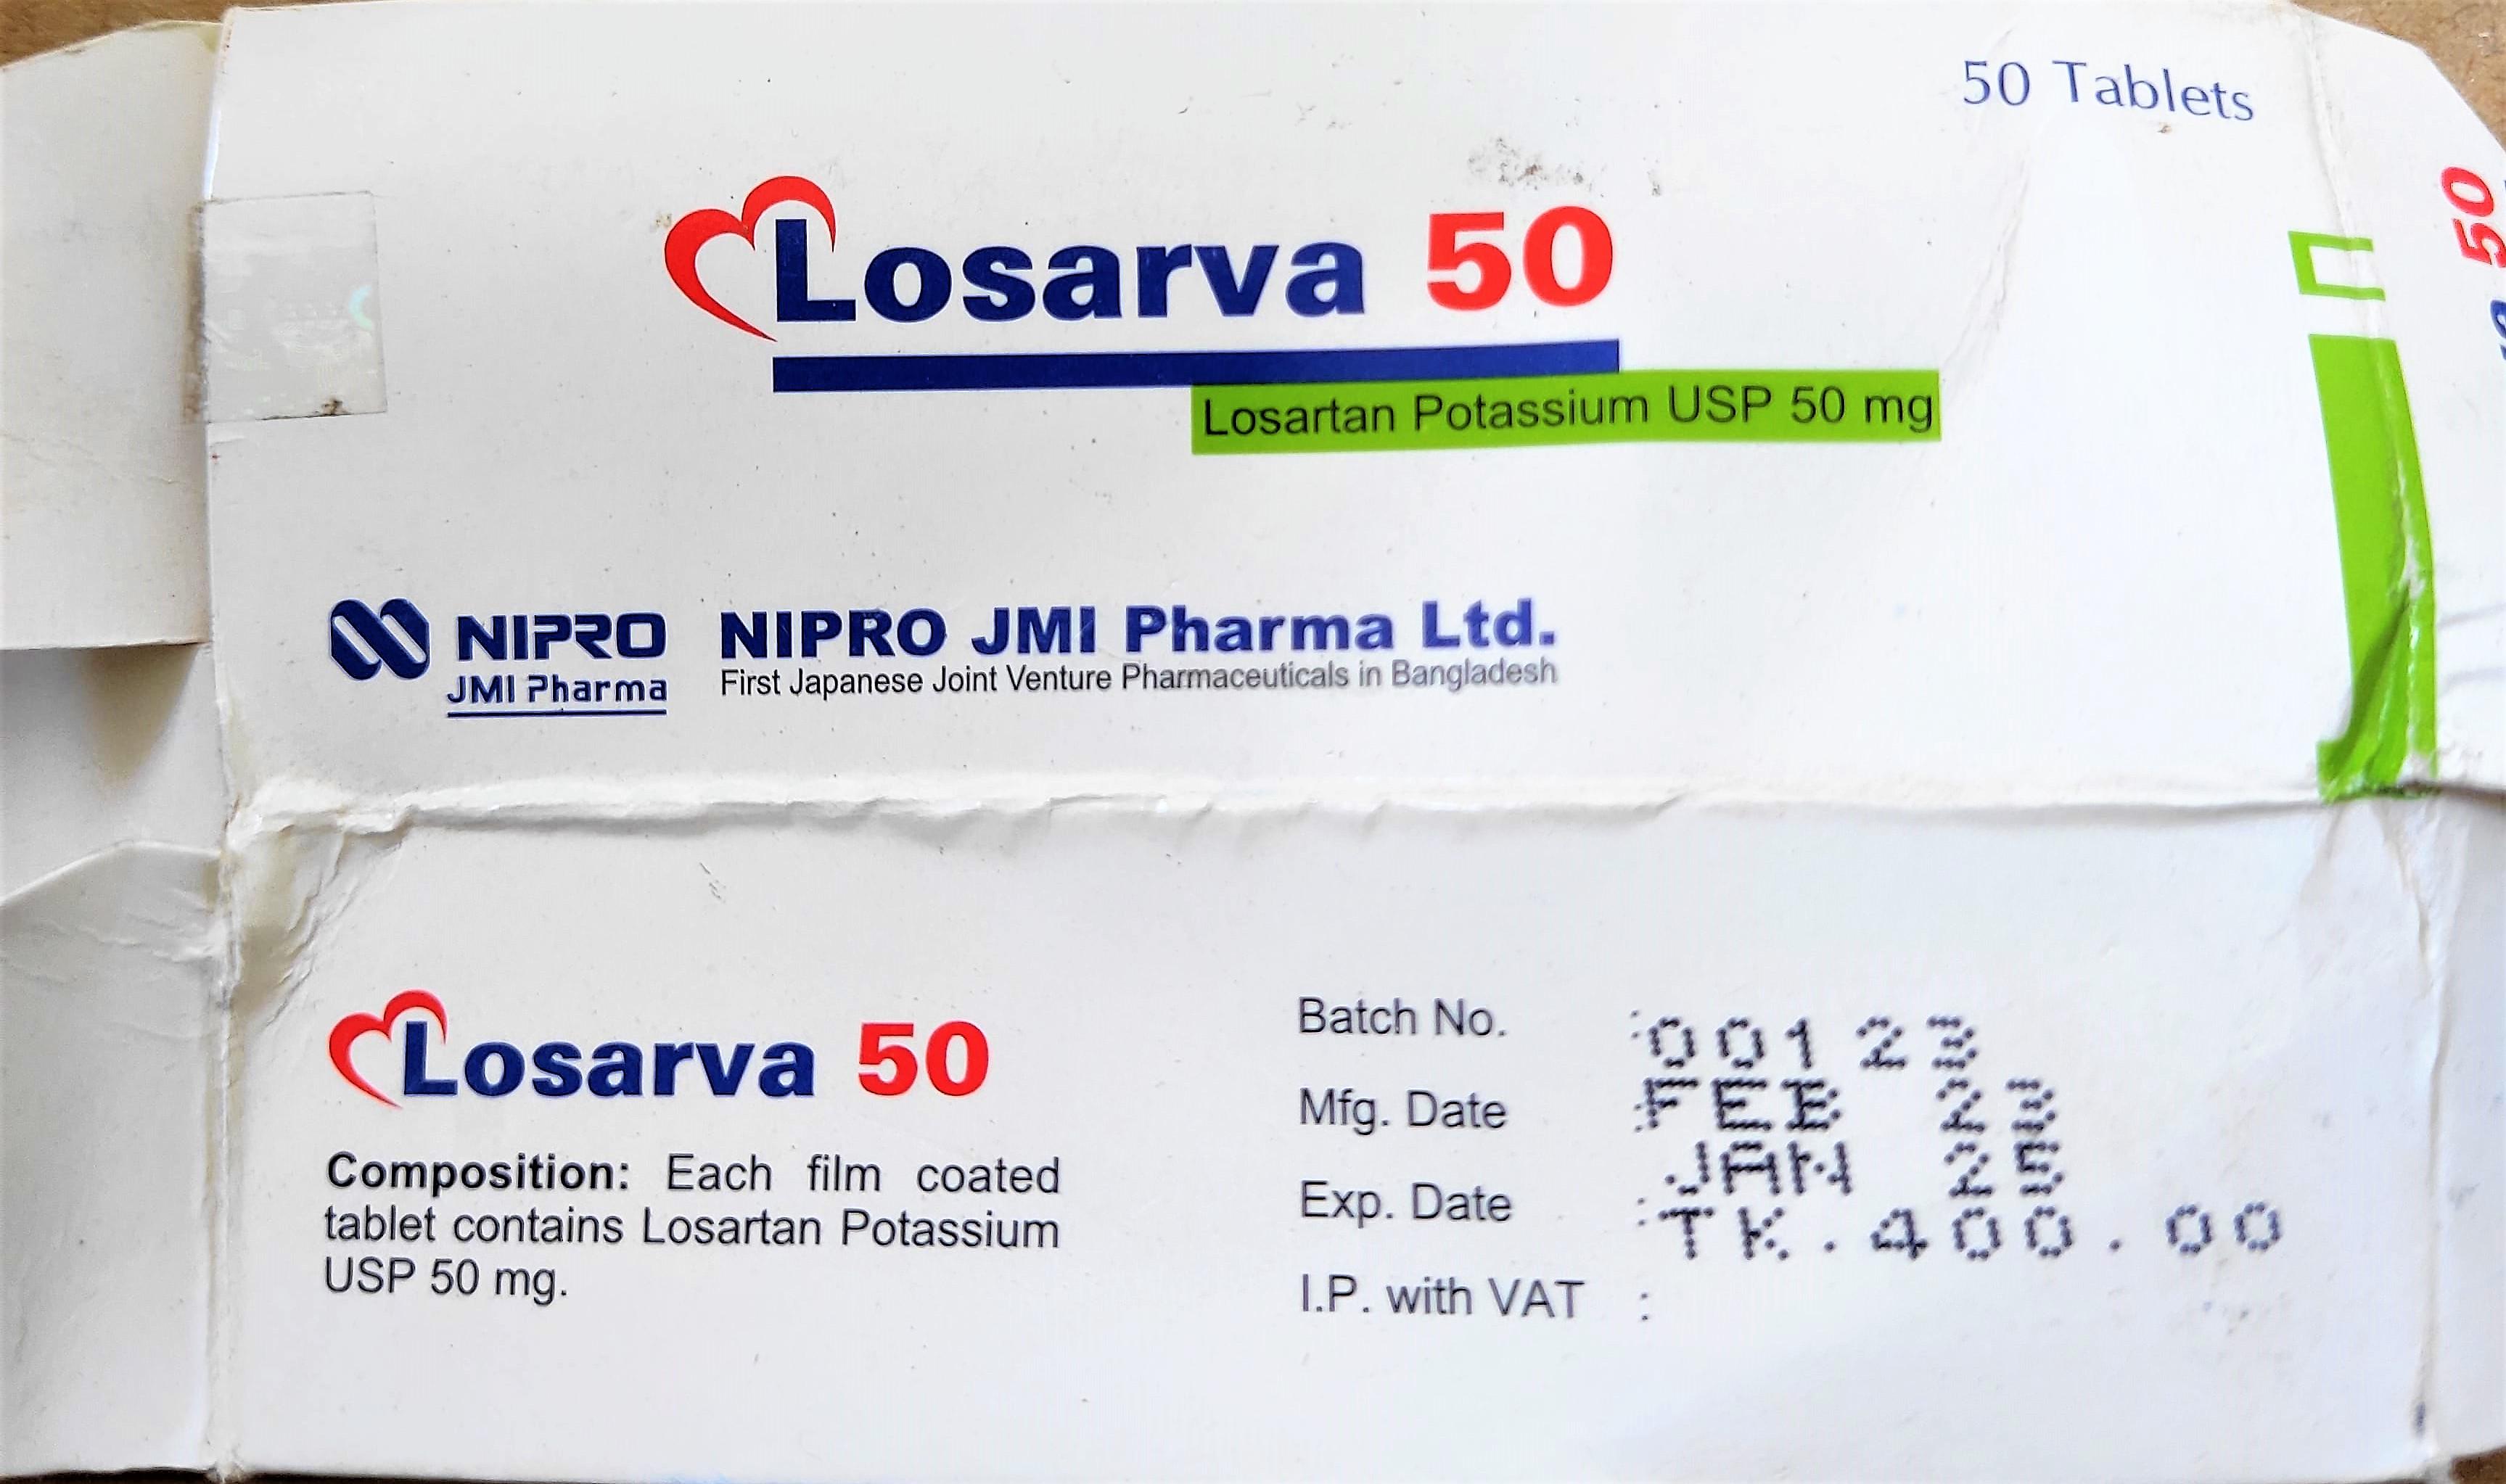 50 Tablets
Losarva 50
Losartan Potassium USP 50 mg
NIPRO
JMI Pharma
NIPRO JMI Pharma Ltd.
First Japanese Joint Venture Pharmaceuticals in Bangladesh
50
Losarva 50
Composition: Each film coated
tablet contains Losartan Potassium
USP 50 mg.
Batch No. : 00123
Mfg. Date : FEB 23
Exp. Date : JAN 25
I.P. with VAT : TK.400.00